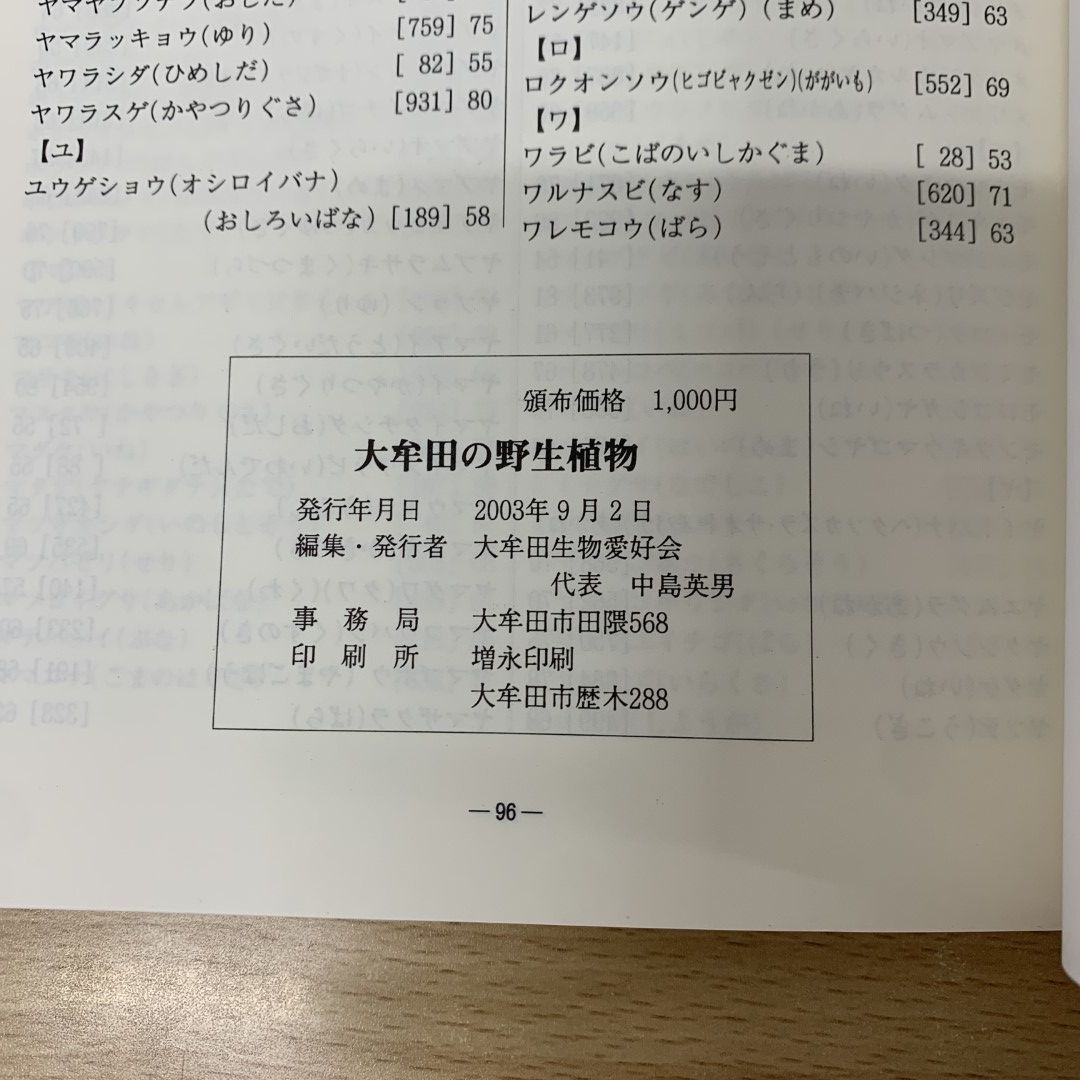 ヤマラッキョウ(ゆり) [759] 75
ヤワラシダ(ひめしだ) [ 82] 55
ヤワラスゲ(かやつりぐさ) [931] 80
【ユ】
ユウゲショウ(オシロイバナ)
(おしろいばな) [189] 58
レンゲソウ(ゲンゲ) (まめ) [349] 63
【ロ】
ロクオンソウ(ヒゴビャクゼン)(ががいも) [552] 69
【ワ】
ワラビ(こばのいしかぐま) [ 28] 53
ワルナスビ(なす) [620] 71
ワレモコウ(ばら) [344] 63
頒布価格 1,000円
大牟田の野生植物
発行年月日 2003年9月2日
編集・発行者 大牟田生物愛好会
代表 中島英男
事務局 大牟田市田隈568
印刷所 増永印刷
大牟田市歴木288
―96―